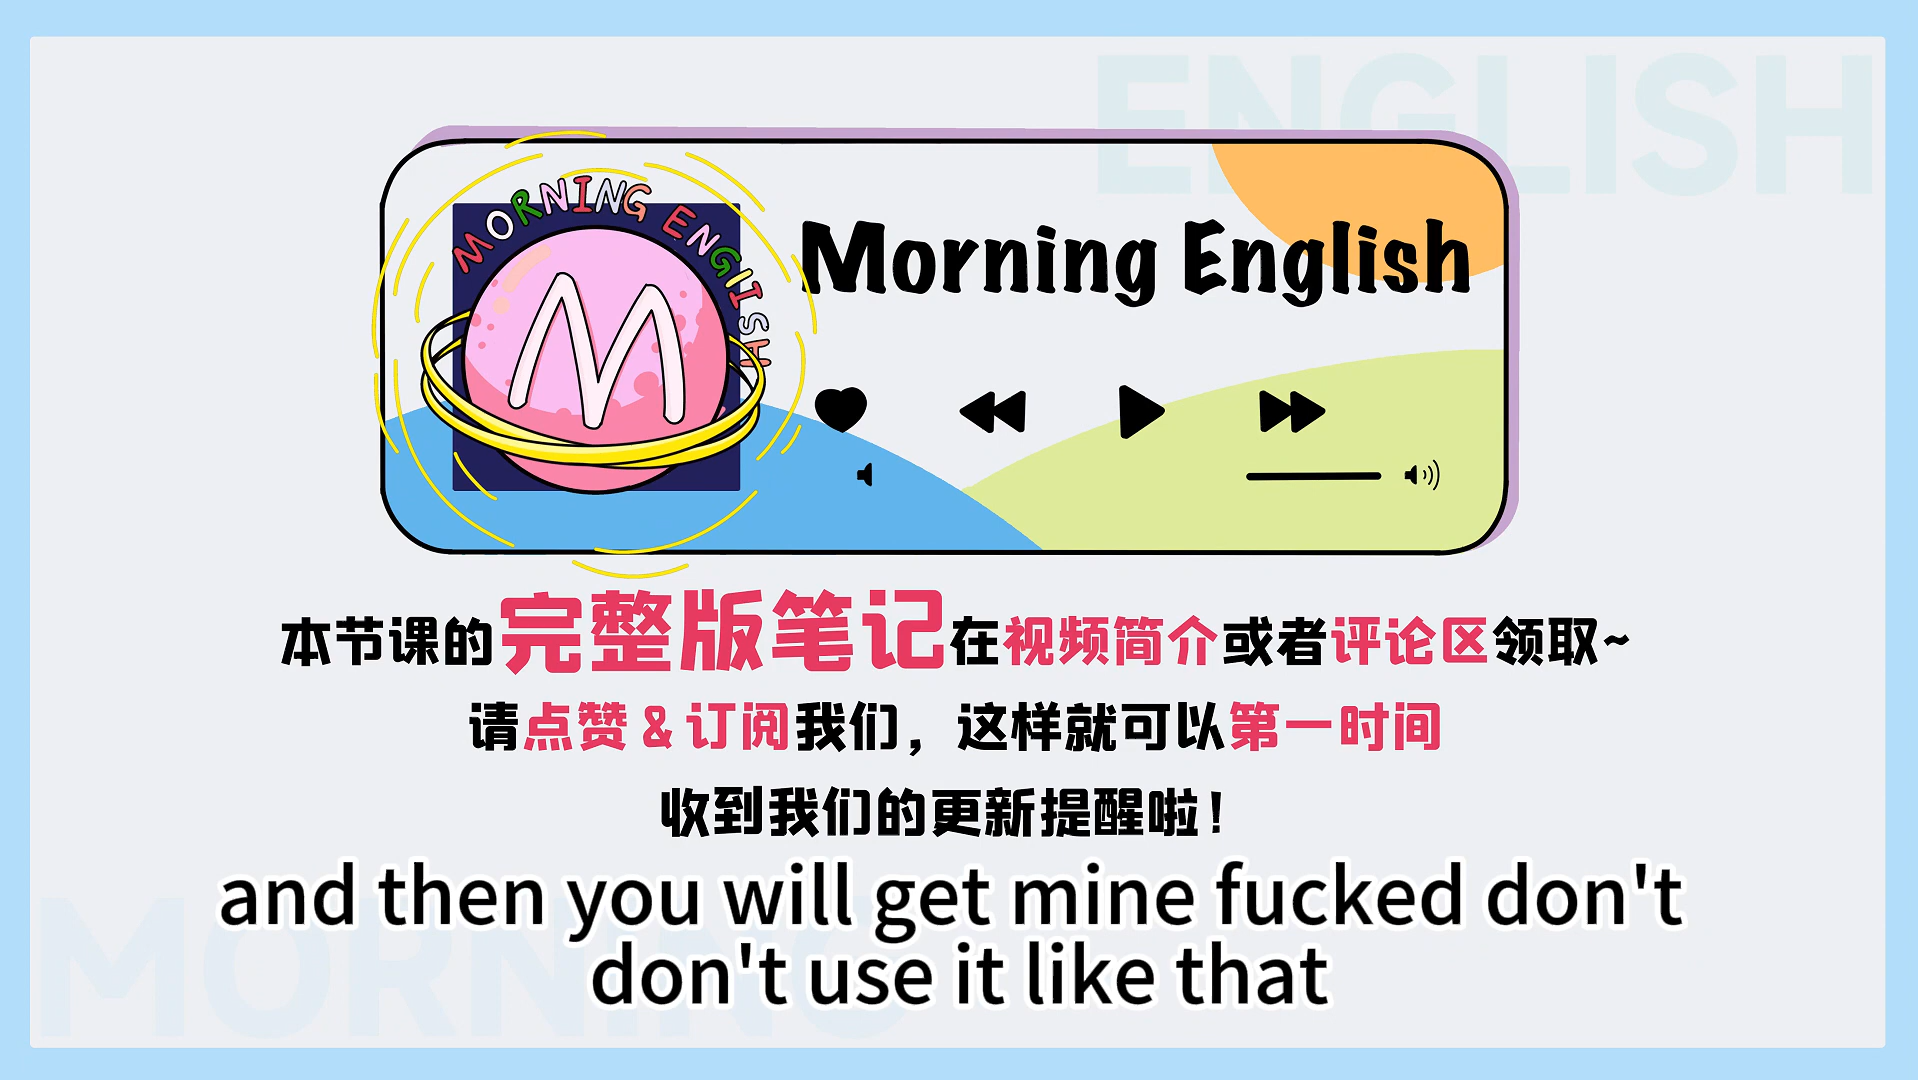 ENGLISH
MORNING ENGLISH
M
Morning English
本节课的完整版笔记在视频简介或者评论区领取~
请点赞&订阅我们，这样就可以第一时间
收到我们的更新提醒啦！
and then you will get mine fucked don't
don't use it like that
MORNING